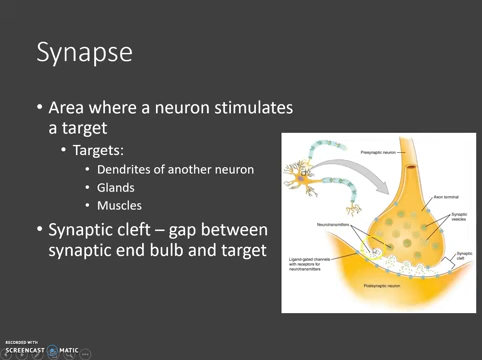 Synapse
• Area where a neuron stimulates
a target
• Targets:
• Dendrites of another neuron
• Glands
• Muscles
• Synaptic cleft – gap between
synaptic end bulb and target
Presynaptic neuron
Axon terminal
Synaptic
vesicles
Neurotransmitters
Synaptic
cleft
Ligand-gated channels
with receptors for
neurotransmitters
Postsynaptic neuron
RECORDED WITH
SCREENCAST MATIC